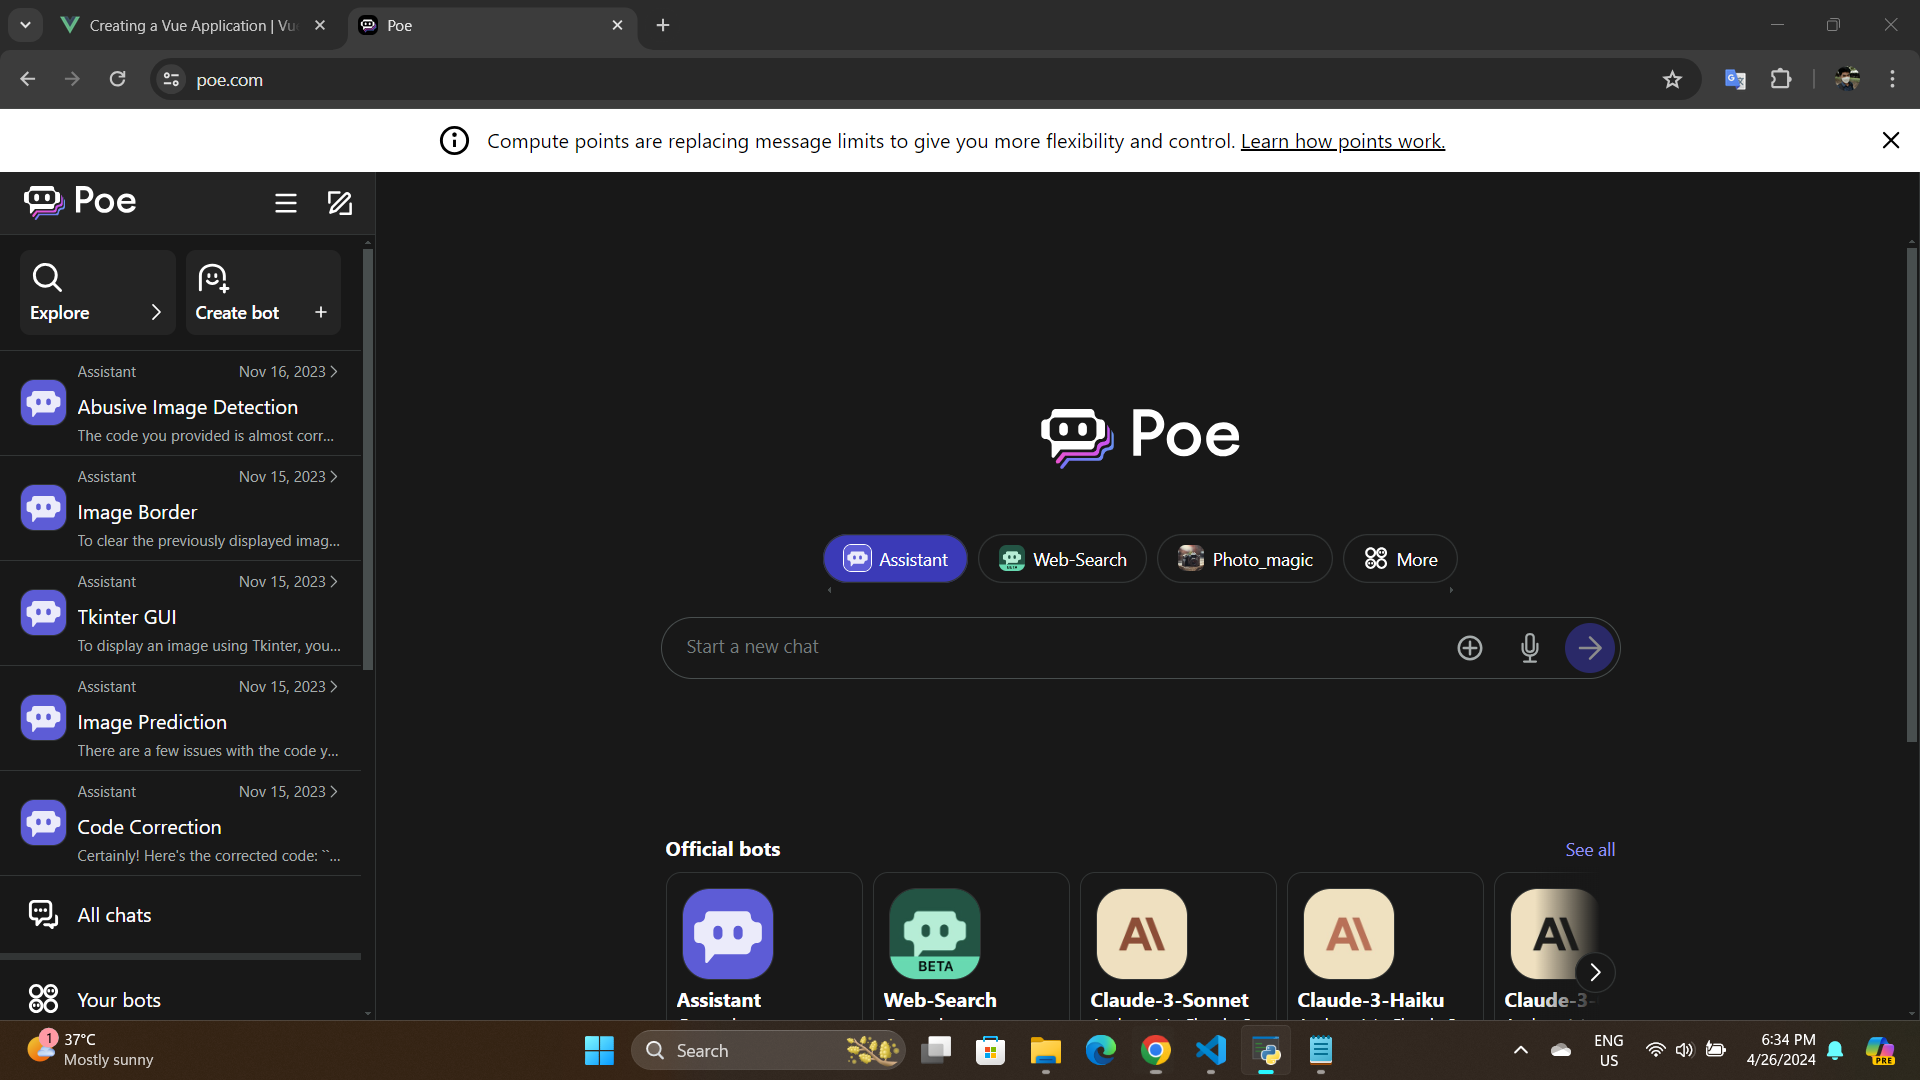 Creating a Vue Application | Vue
Poe
poe.com
Compute points are replacing message limits to give you more flexibility and control. Learn how points work.
Poe
Explore
Create bot
Assistant Nov 16, 2023
Abusive Image Detection
The code you provided is almost corr...
Assistant Nov 15, 2023
Image Border
To clear the previously displayed imag...
Assistant Nov 15, 2023
Tkinter GUI
To display an image using Tkinter, you...
Assistant Nov 15, 2023
Image Prediction
There are a few issues with the code y...
Assistant Nov 15, 2023
Code Correction
Certainly! Here's the corrected code: ``...
All chats
Your bots
Poe
Assistant
Web-Search
Photo_magic
More
Start a new chat
Official bots
See all
BETA
Assistant
Web-Search
Claude-3-Sonnet
Claude-3-Haiku
Claude-3-
1
37°C
Mostly sunny
Search
ENG
US
6:34 PM
4/26/2024
PRE